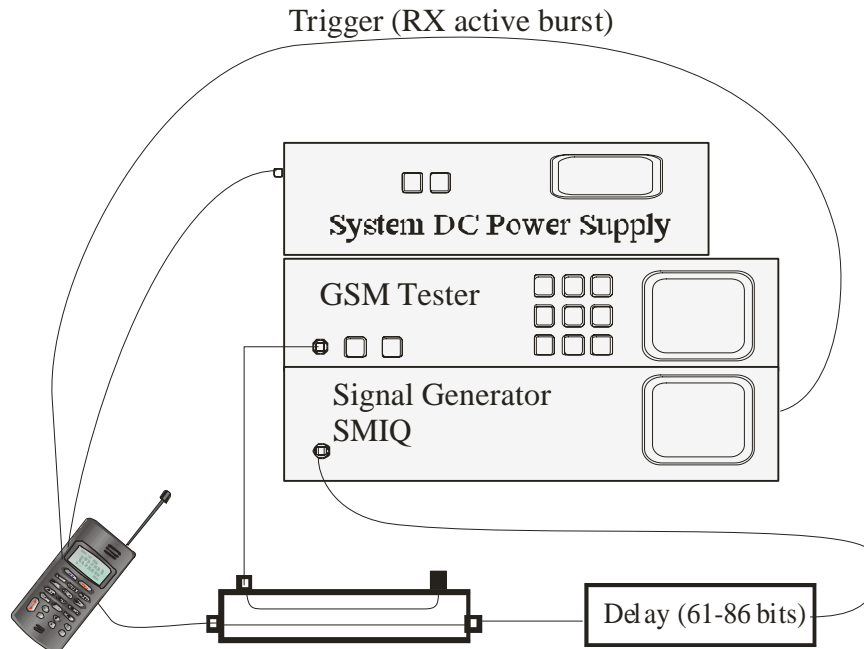 Trigger (RX active burst)
System DC Power Supply
GSM Tester
Signal Generator
SMIQ
Delay (61-86 bits)